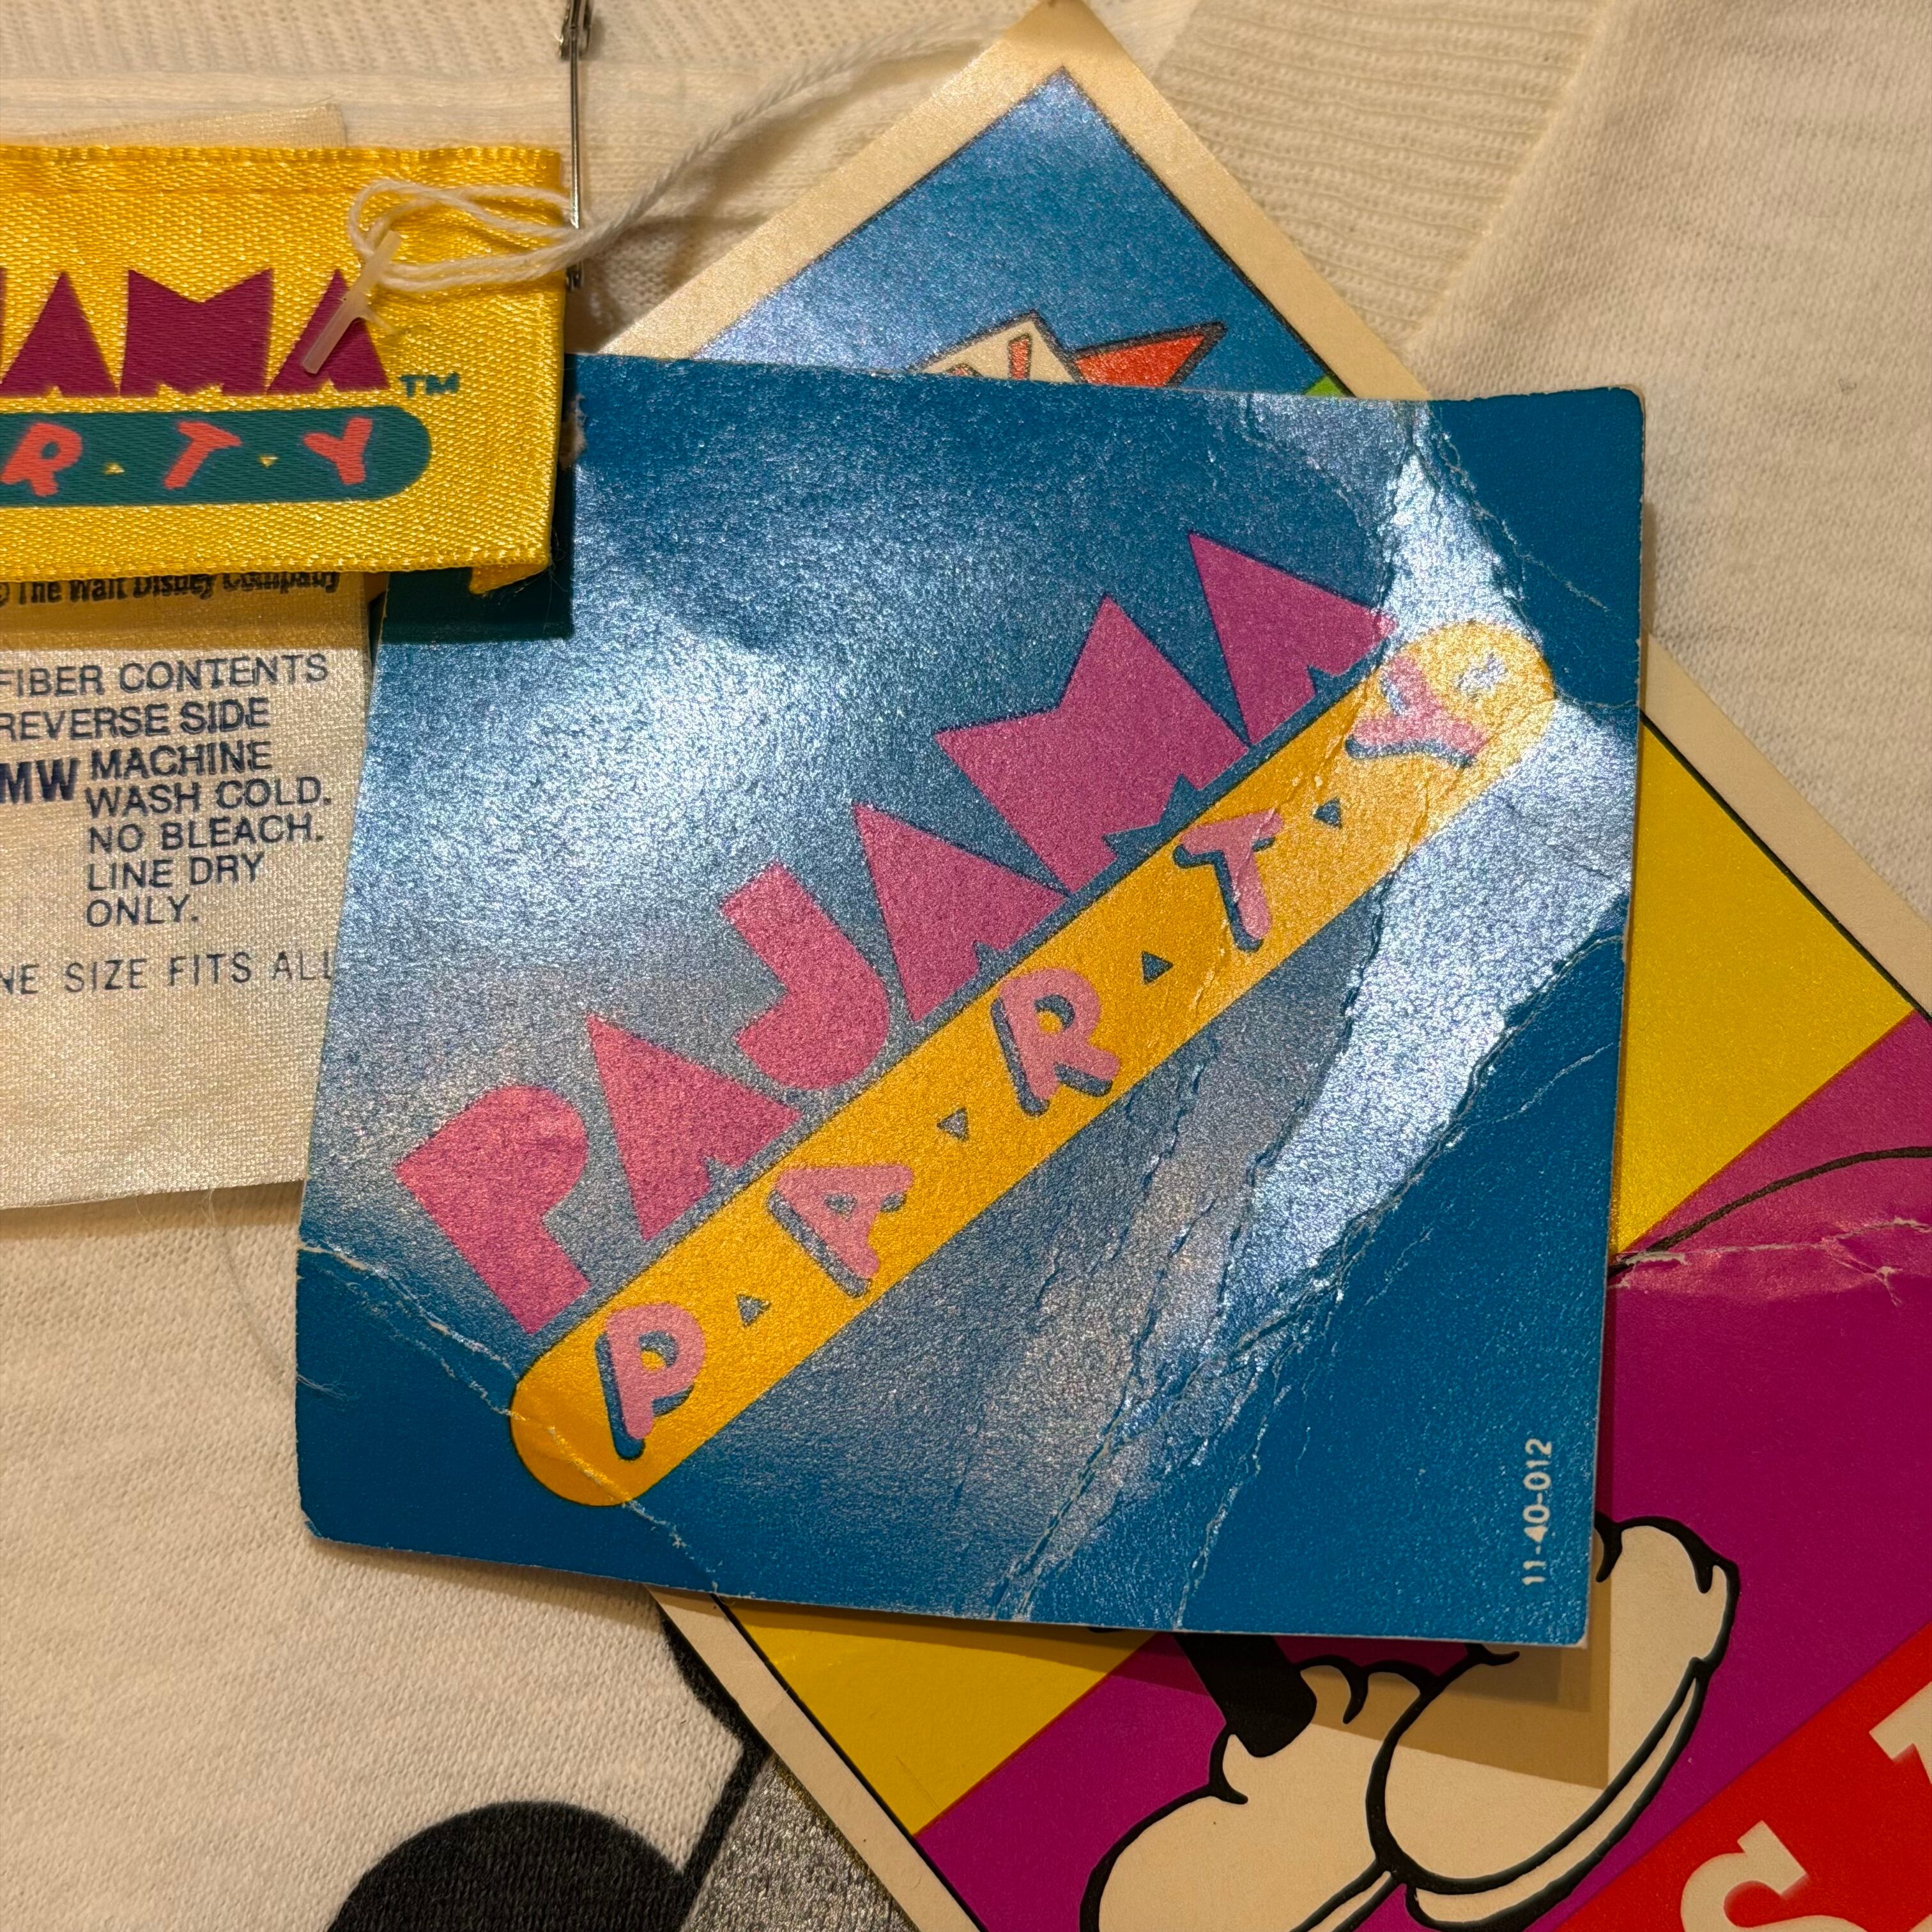 AMA™
R·T·Y
© The Walt Disney Company
FIBER CONTENTS
REVERSE SIDE
MW MACHINE
WASH COLD.
NO BLEACH.
LINE DRY
ONLY.
NE SIZE FITS ALL
PAJAMA
P·A·R·T·Y
11-40-012